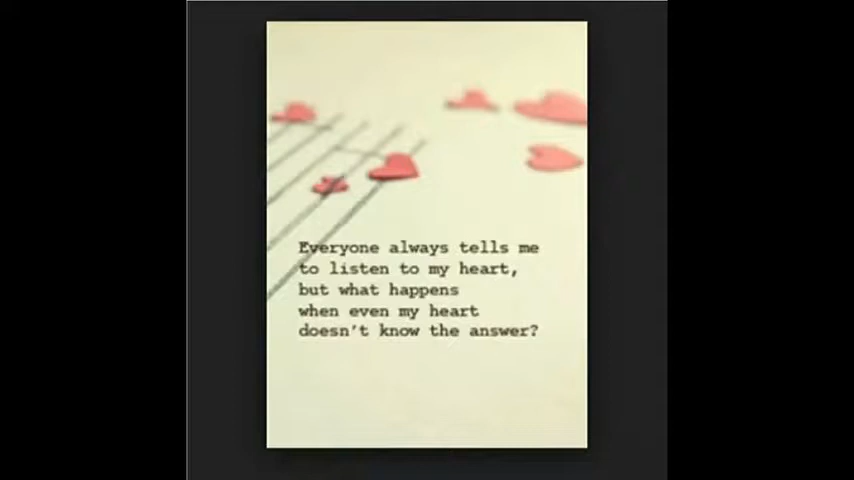 Everyone always tells me
to listen to my heart,
but what happens
when even my heart
doesn't know the answer?